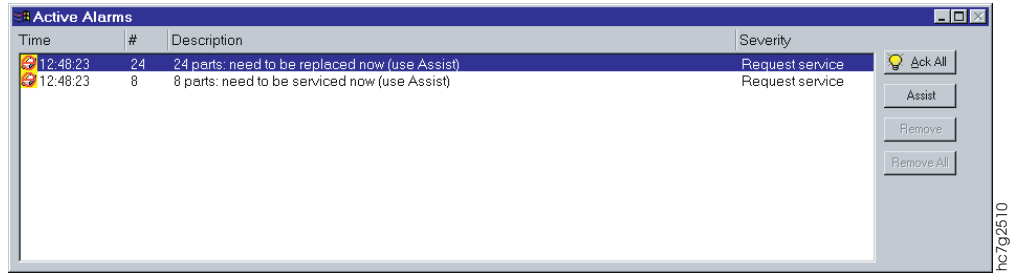 Active Alarms
Time # Description Severity
12:48:23 24 24 parts: need to be replaced now (use Assist) Request service
12:48:23 8 8 parts: need to be serviced now (use Assist) Request service
Ack All
Assist
Remove
Remove All
hc7g2510